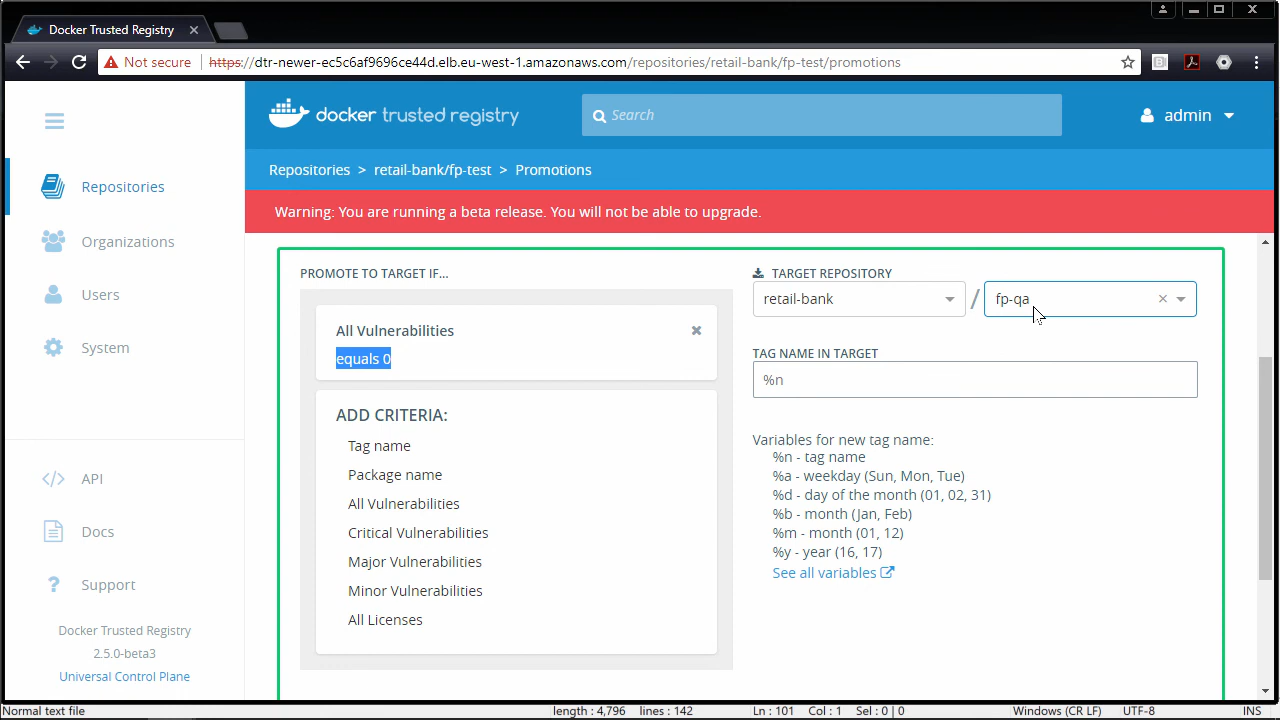 Docker Trusted Registry
Not secure
https://dtr-newer-ec5c6af9696ce44d.elb.eu-west-1.amazonaws.com/repositories/retail-bank/fp-test/promotions
docker trusted registry
Search
admin
Repositories
Organizations
Users
System
API
Docs
Support
Docker Trusted Registry
2.5.0-beta3
Universal Control Plane
Repositories > retail-bank/fp-test > Promotions
Warning: You are running a beta release. You will not be able to upgrade.
PROMOTE TO TARGET IF...
All Vulnerabilities
equals 0
ADD CRITERIA:
Tag name
Package name
All Vulnerabilities
Critical Vulnerabilities
Major Vulnerabilities
Minor Vulnerabilities
All Licenses
TARGET REPOSITORY
retail-bank / fp-qa
TAG NAME IN TARGET
%n
Variables for new tag name:
%n - tag name
%a - weekday (Sun, Mon, Tue)
%d - day of the month (01, 02, 31)
%b - month (Jan, Feb)
%m - month (01, 12)
%y - year (16, 17)
See all variables
Normal text file length : 4,796 lines : 142 Ln : 101 Col : 1 Sel : 0 | 0 Windows (CR LF) UTF-8 INS